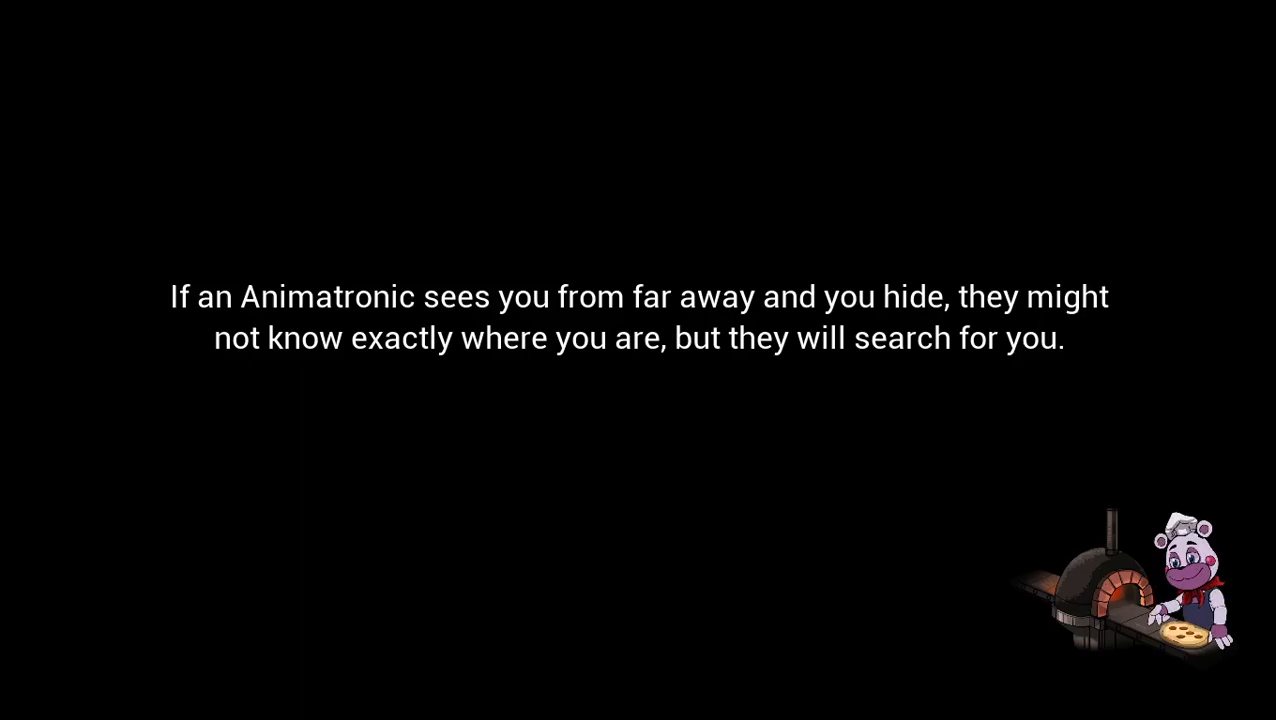 If an Animatronic sees you from far away and you hide, they might
not know exactly where you are, but they will search for you.